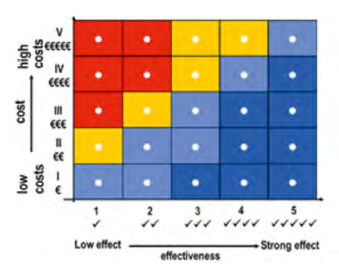 high costs
cost
low costs
V
€€€€€
IV
€€€€
III
€€€
II
€€
I
€
1 2 3 4 5
✓ ✓✓ ✓✓✓ ✓✓✓✓ ✓✓✓✓✓
Low effect Strong effect
effectiveness